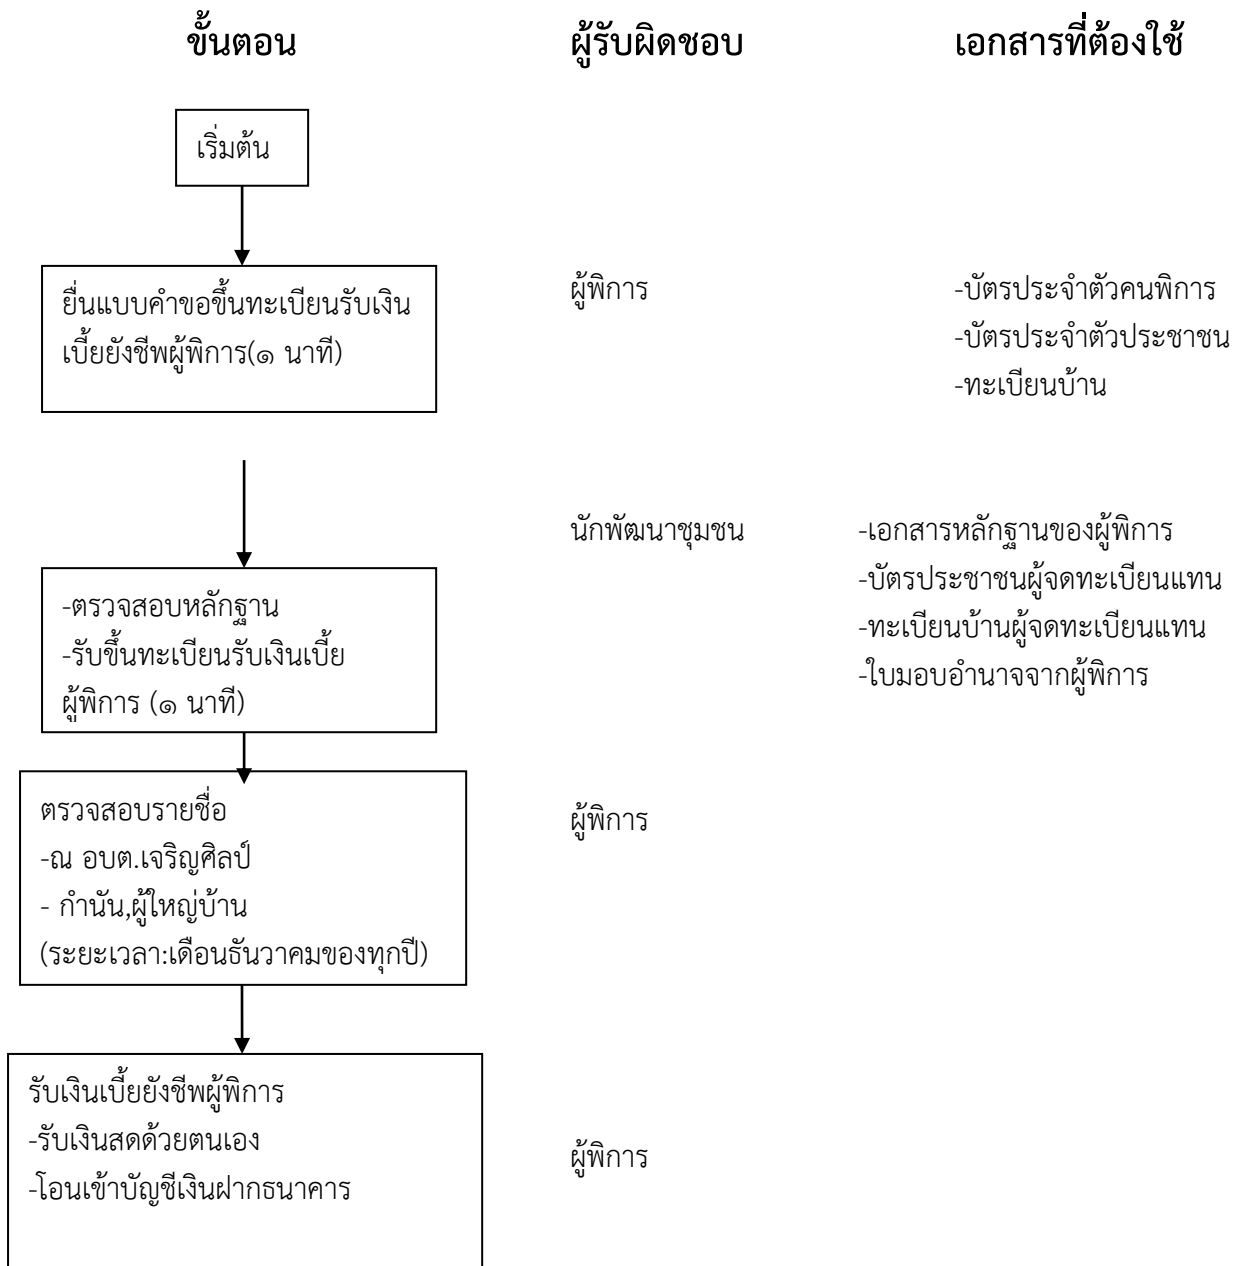 ขั้นตอน ผู้รับผิดชอบ เอกสารที่ต้องใช้
เริ่มต้น
ยื่นแบบคำขอขึ้นทะเบียนรับเงิน
เบี้ยยังชีพผู้พิการ(๑ นาที)
ผู้พิการ
-บัตรประจำตัวคนพิการ
-บัตรประจำตัวประชาชน
-ทะเบียนบ้าน
-ตรวจสอบหลักฐาน
-รับขึ้นทะเบียนรับเงินเบี้ย
ผู้พิการ (๑ นาที)
นักพัฒนาชุมชน
-เอกสารหลักฐานของผู้พิการ
-บัตรประชาชนผู้จดทะเบียนแทน
-ทะเบียนบ้านผู้จดทะเบียนแทน
-ใบมอบอำนาจจากผู้พิการ
ตรวจสอบรายชื่อ
-ณ อบต.เจริญศิลป์
- กำนัน,ผู้ใหญ่บ้าน
(ระยะเวลา:เดือนธันวาคมของทุกปี)
ผู้พิการ
รับเงินเบี้ยยังชีพผู้พิการ
-รับเงินสดด้วยตนเอง
-โอนเข้าบัญชีเงินฝากธนาคาร
ผู้พิการ